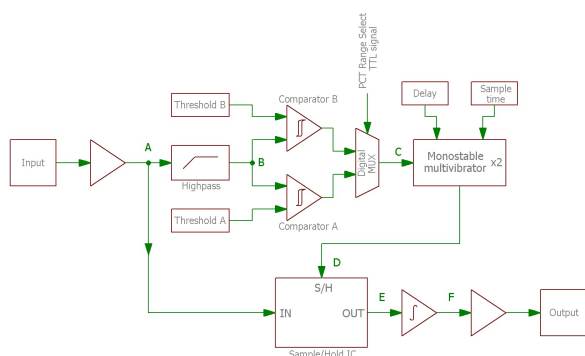 PCT Range Select
TTL signal
Delay
Sample
time
Threshold B
Comparator B
A
Input
Highpass
B
Digital
MUX
C
Monostable
multivibrator x2
Threshold A
Comparator A
D
S/H
IN
OUT
E
F
Output
Sample/Hold IC